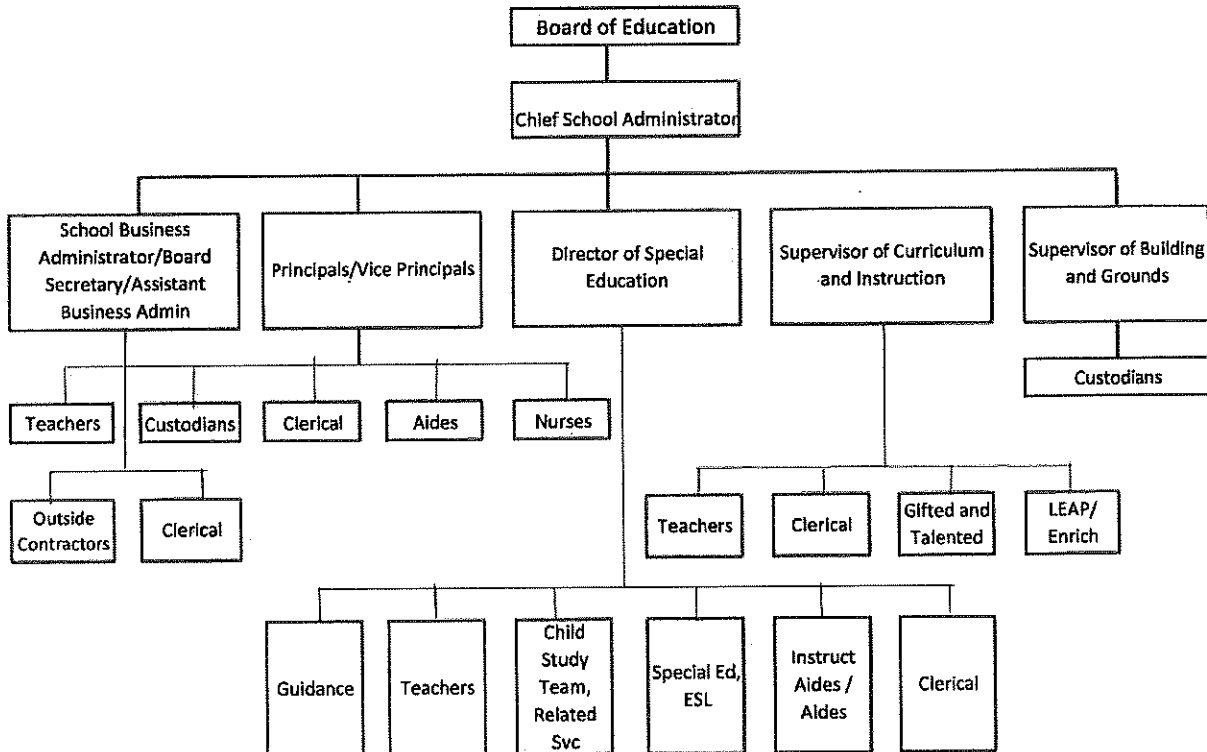 Board of Education
Chief School Administrator
School Business
Administrator/Board
Secretary/Assistant
Business Admin
Principals/Vice Principals
Director of Special
Education
Supervisor of Curriculum
and Instruction
Supervisor of Building
and Grounds
Custodians
Teachers
Custodians
Clerical
Aides
Nurses
Outside
Contractors
Clerical
Teachers
Clerical
Gifted and
Talented
LEAP/
Enrich
Guidance
Teachers
Child
Study
Team,
Related
Svc
Special Ed,
ESL
Instruct
Aides /
Aides
Clerical